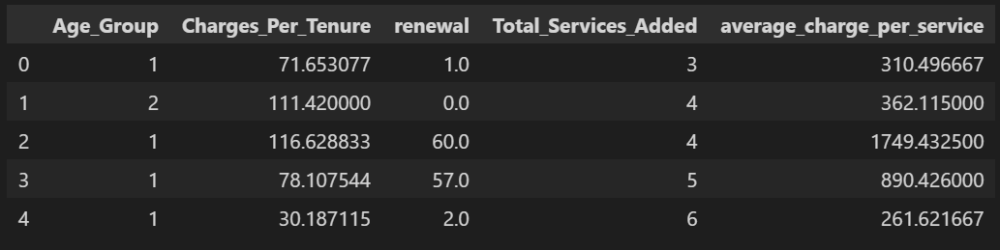 Age_Group Charges_Per_Tenure renewal Total_Services_Added average_charge_per_service
0 1 71.653077 1.0 3 310.496667
1 2 111.420000 0.0 4 362.115000
2 1 116.628833 60.0 4 1749.432500
3 1 78.107544 57.0 5 890.426000
4 1 30.187115 2.0 6 261.621667